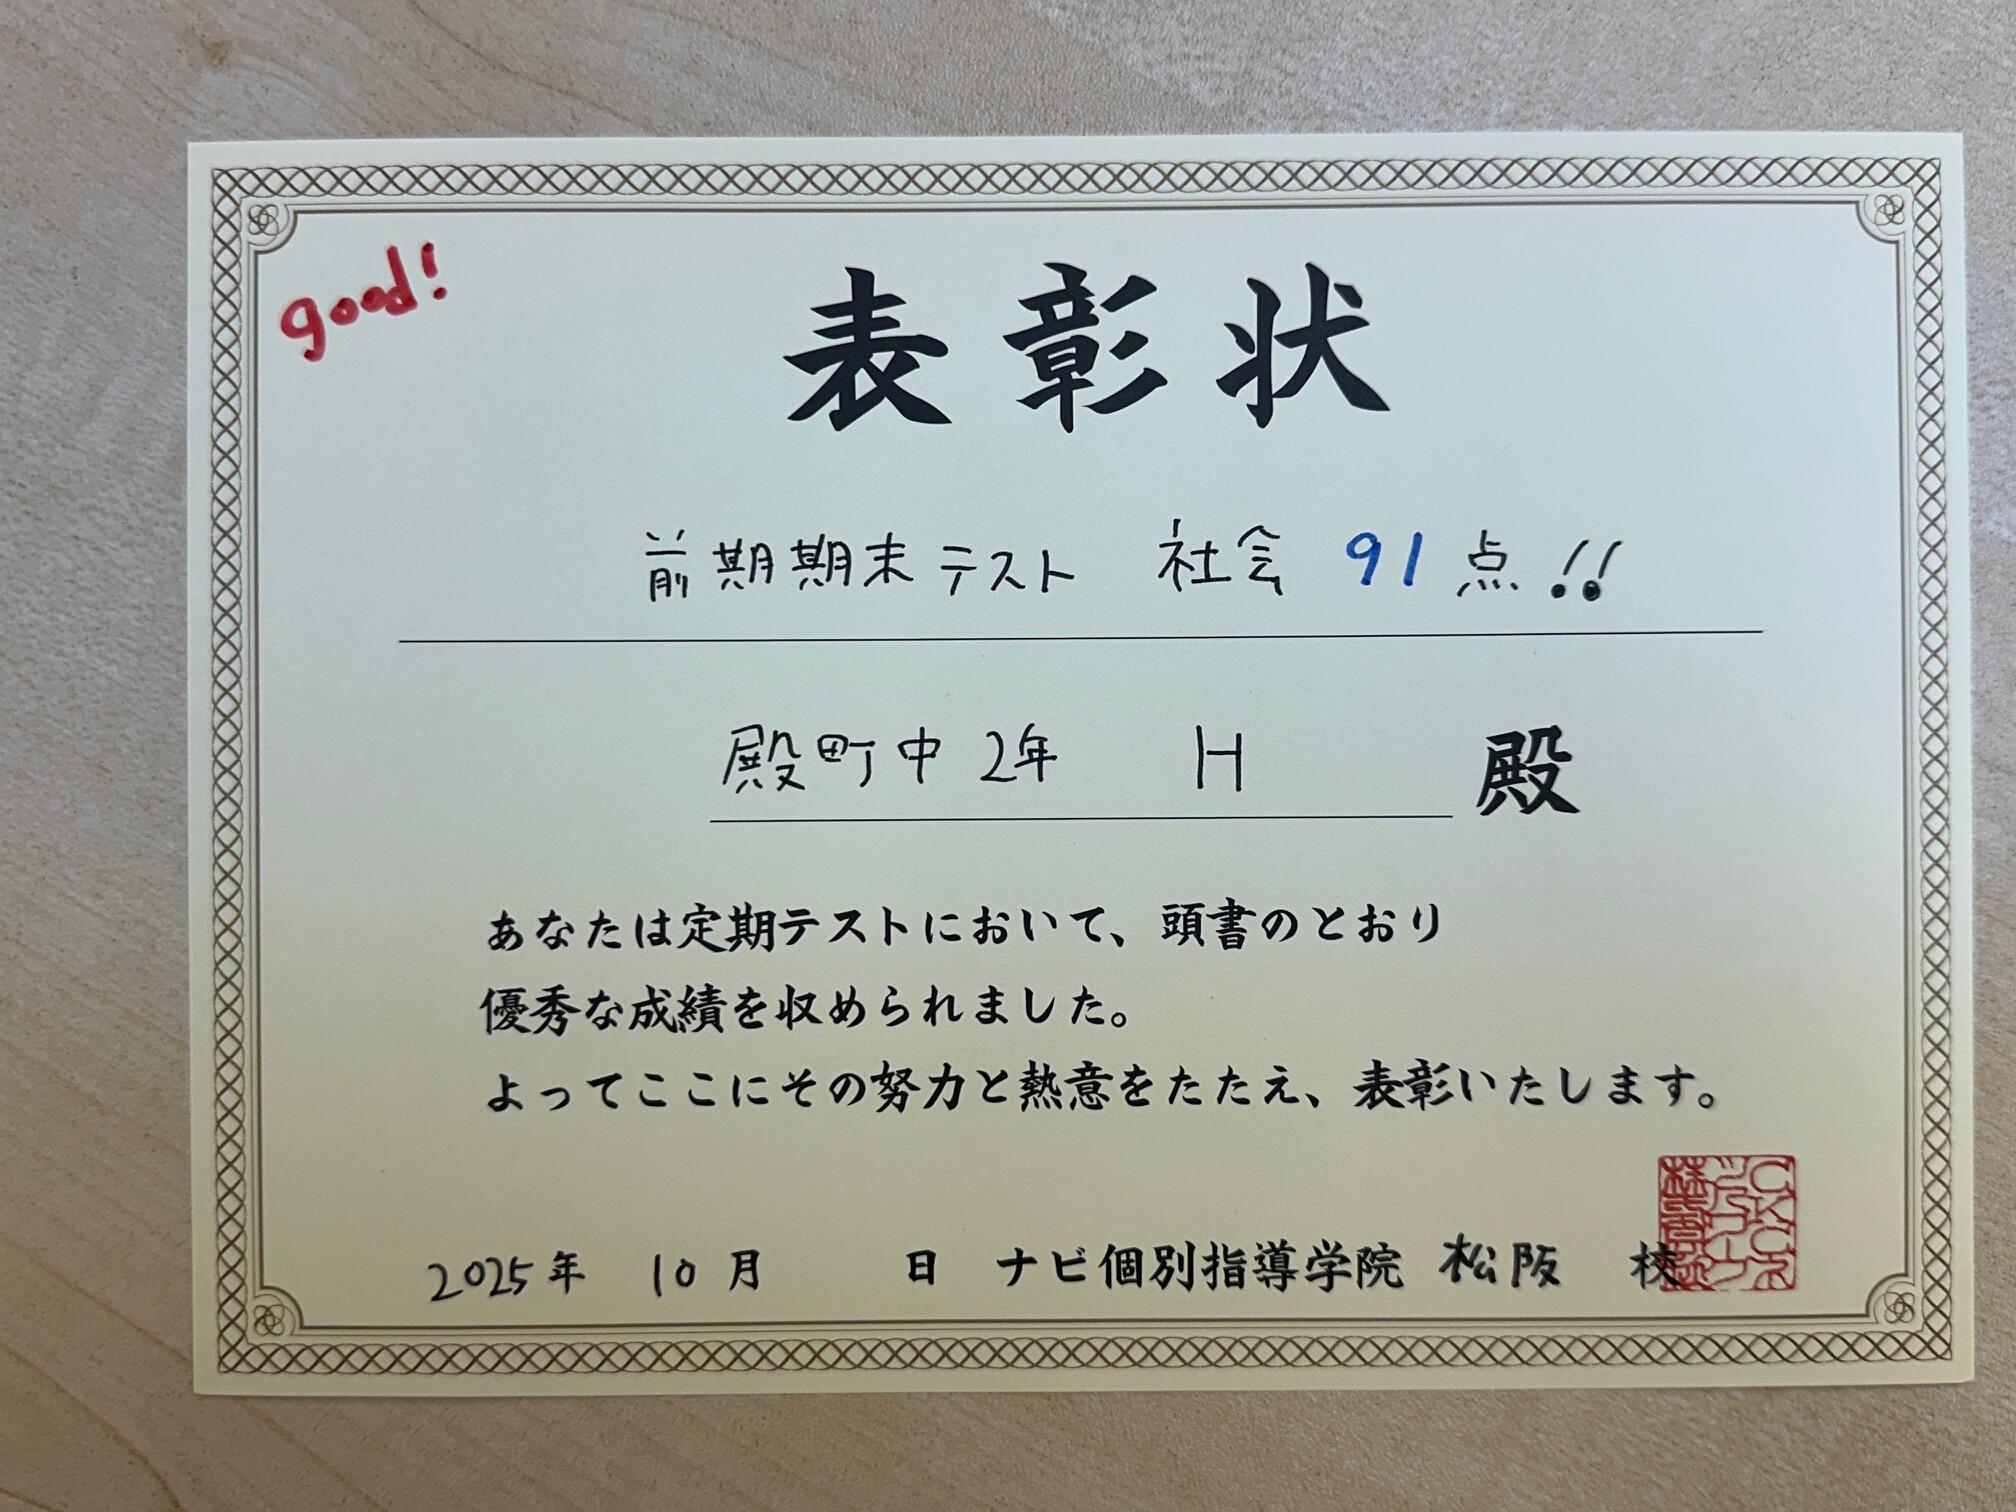 good!
表彰状
前期期末テスト 社会 91点!!
殿町中 2年 H 殿
あなたは定期テストにおいて、頭書のとおり
優秀な成績を収められました。
よってここにその努力と熱意をたたえ、表彰いたします。
2025年 10月 日 ナビ個別指導学院 松阪 校